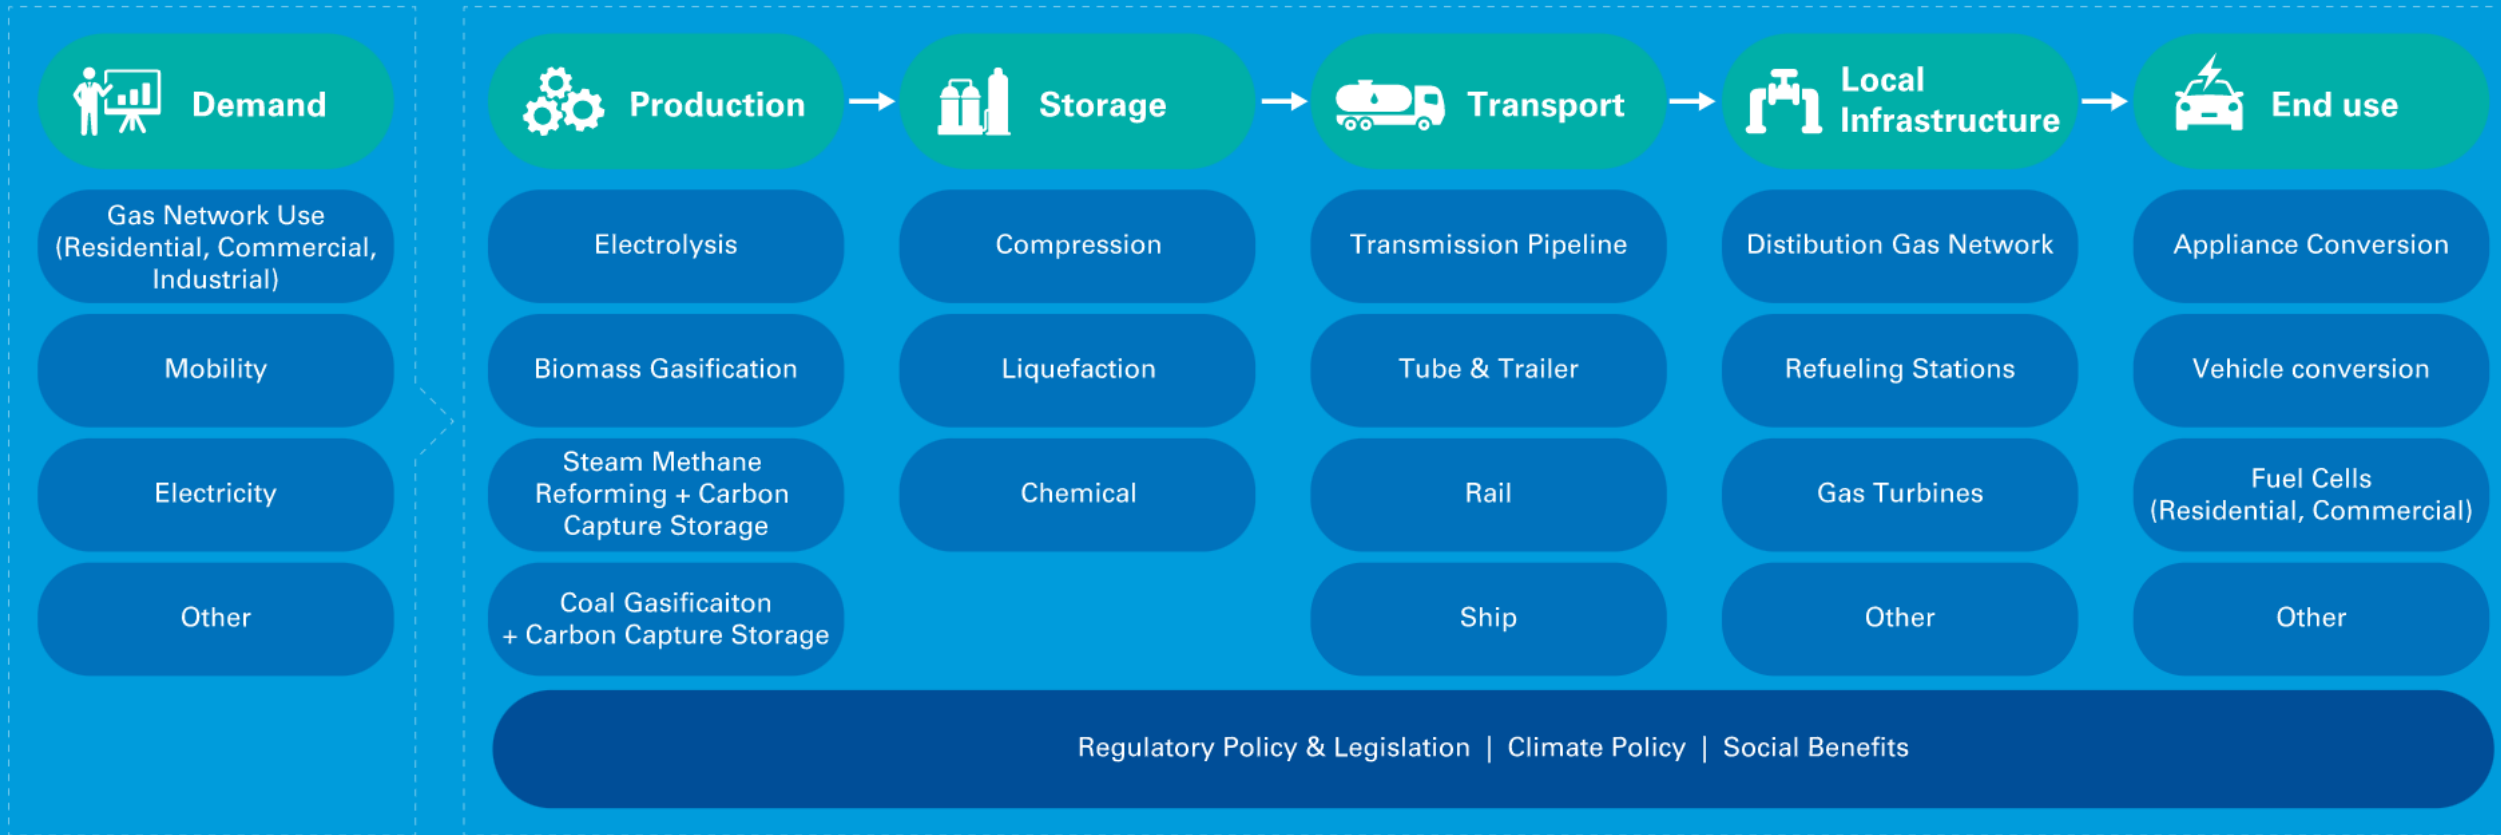 Demand
Gas Network Use
(Residential, Commercial,
Industrial)
Mobility
Electricity
Other
Production
Electrolysis
Biomass Gasification
Steam Methane
Reforming + Carbon
Capture Storage
Coal Gasificaiton
+ Carbon Capture Storage
Storage
Compression
Liquefaction
Chemical
Transport
Transmission Pipeline
Tube & Trailer
Rail
Ship
Local
Infrastructure
Distibution Gas Network
Refueling Stations
Gas Turbines
Other
End use
Appliance Conversion
Vehicle conversion
Fuel Cells
(Residential, Commercial)
Other
Regulatory Policy & Legislation | Climate Policy | Social Benefits